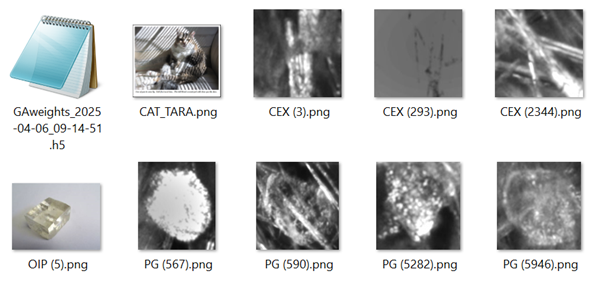 GAweights_2025
-04-06_09-14-51
.h5
CAT_TARA.png
CEX (3).png
CEX (293).png
CEX (2344).png
OIP (5).png
PG (567).png
PG (590).png
PG (5282).png
PG (5946).png